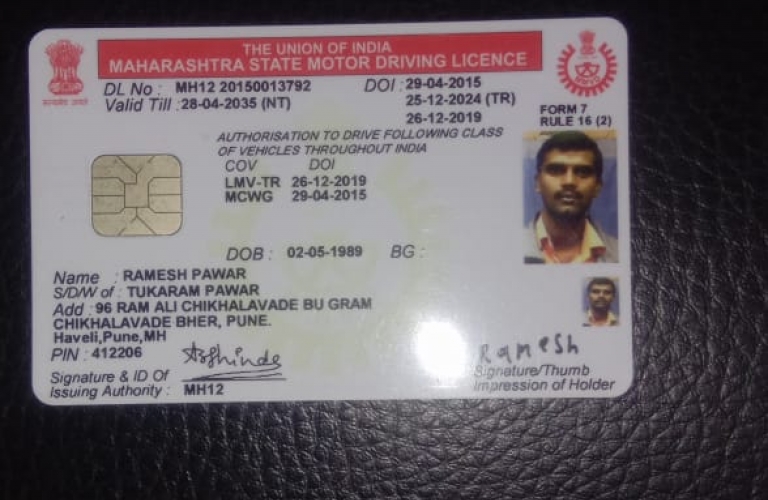 THE UNION OF INDIA
MAHARASHTRA STATE MOTOR DRIVING LICENCE
सत्यमेव जयते
DL No : MH12 20150013792 DOI : 29-04-2015
Valid Till : 28-04-2035 (NT) 25-12-2024 (TR)
26-12-2019
FORM 7
RULE 16 (2)
AUTHORISATION TO DRIVE FOLLOWING CLASS
OF VEHICLES THROUGHOUT INDIA
COV DOI
LMV-TR 26-12-2019
MCWG 29-04-2015
DOB : 02-05-1989 BG :
Name : RAMESH PAWAR
S/D/W of : TUKARAM PAWAR
Add : 96 RAM ALI CHIKHALAVADE BU GRAM
CHIKHALAVADE BHER, PUNE.
Haveli,Pune,MH
PIN : 412206
Signature & ID Of
Issuing Authority : MH12
Ramesh
Signature/Thumb
Impression of Holder